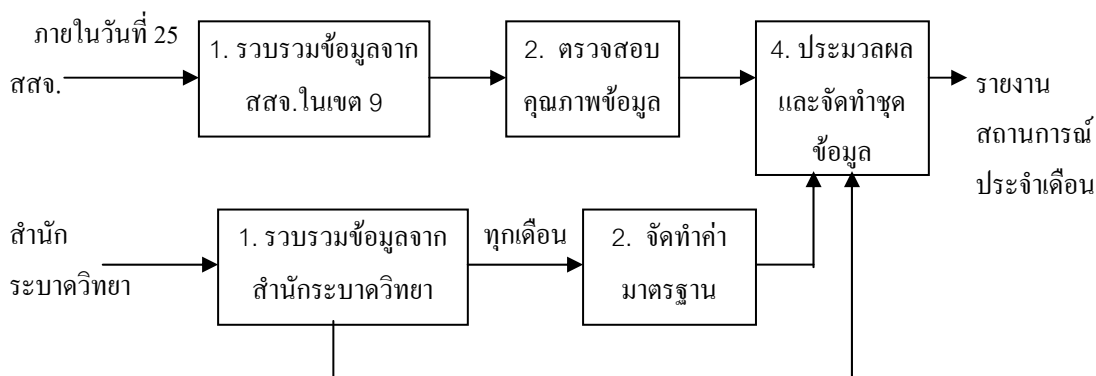 ภายในวันที่ 25
สสจ.
1. รวบรวมข้อมูลจาก
สสจ.ในเขต 9
2. ตรวจสอบ
คุณภาพข้อมูล
4. ประมวลผล
และจัดทำชุด
ข้อมูล
รายงาน
สถานการณ์
ประจำเดือน
สำนัก
ระบาดวิทยา
1. รวบรวมข้อมูลจาก
สำนักระบาดวิทยา
ทุกเดือน
2. จัดทำค่า
มาตรฐาน